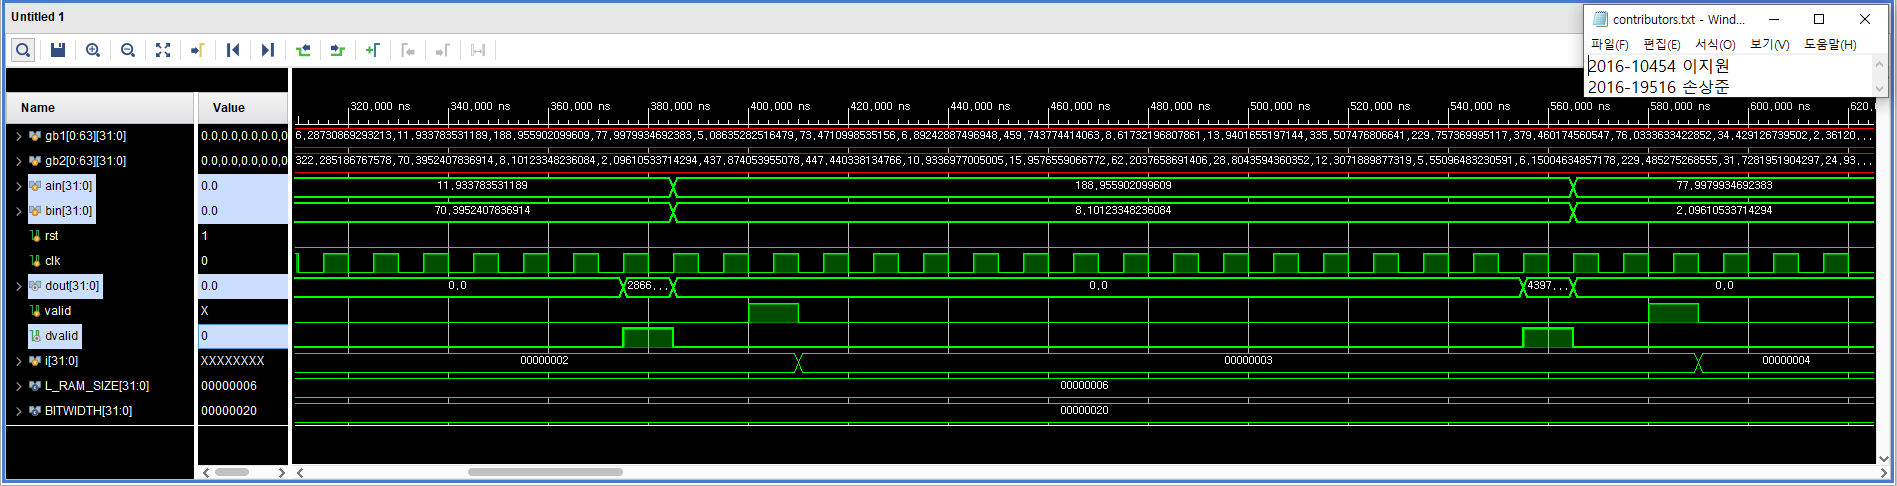 Untitled 1
contributors.txt - Wind...
파일(F) 편집(E) 서식(O) 보기(V) 도움말(H)
2016-10454 이지원
2016-19516 손상준
Name Value
320,000 ns 340,000 ns 360,000 ns 380,000 ns 400,000 ns 420,000 ns 440,000 ns 460,000 ns 480,000 ns 500,000 ns 520,000 ns 540,000 ns 560,000 ns 580,000 ns 600,000 ns 620,
gb1[0:63][31:0] 0.0,0.0,0.0,0.0,0 6.28730869293213,11.933783531189,188.955902099609,77.9979934692383,5.08635282516479,73.4710998535156,6.89242887496948,459.743774414063,8.61732196807861,13.9401655197144,335.507476806641,229.757369995117,379.460174560547,76.0336633422852,34.429126739502,2.36120...
gb2[0:63][31:0] 0.0,0.0,0.0,0.0,0 322.285186767578,70.3952407836914,8.10123348236084,2.09610533714294,437.874053955078,447.440338134766,10.9336977005005,15.9576559066772,62.2037658691406,28.8043594360352,12.3071889877319,5.55096483230591,6.15004634857178,229.485275268555,31.7281951904297,24.93...
ain[31:0] 0.0 11.933783531189 188.955902099609 77.9979934692383
bin[31:0] 0.0 70.3952407836914 8.10123348236084 2.09610533714294
rst 1
clk 0
dout[31:0] 0.0 0.0 2866... 0.0 4397... 0.0
valid X
dvalid 0
i[31:0] XXXXXXXX 00000002 00000003 00000004
L_RAM_SIZE[31:0] 00000006 00000006
BITWIDTH[31:0] 00000020 00000020